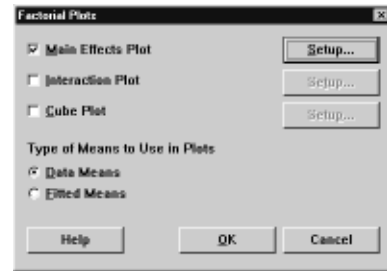 Factorial Plots
Main Effects Plot Setup...
Interaction Plot Setup...
Cube Plot Setup...
Type of Means to Use in Plots
Data Means
Fitted Means
Help OK Cancel